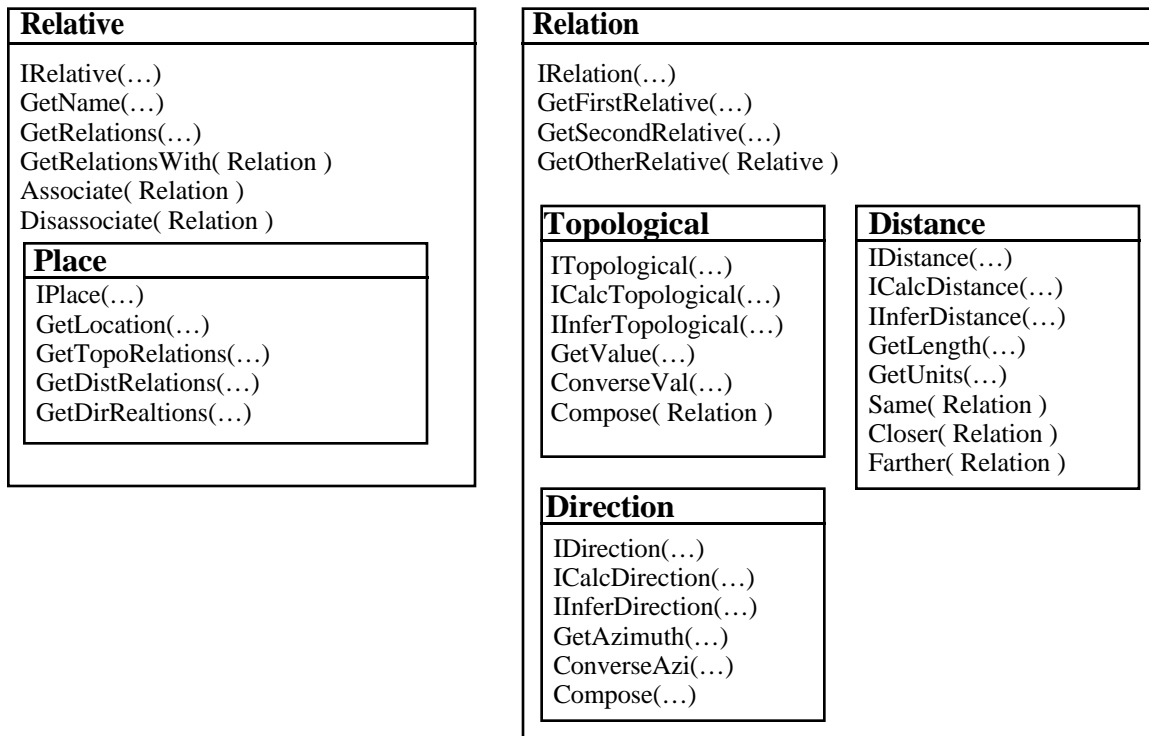 Relative
IRelative(…)
GetName(…)
GetRelations(…)
GetRelationsWith( Relation )
Associate( Relation )
Disassociate( Relation )
Place
IPlace(…)
GetLocation(…)
GetTopoRelations(…)
GetDistRelations(…)
GetDirRealtions(…)
Relation
IRelation(…)
GetFirstRelative(…)
GetSecondRelative(…)
GetOtherRelative( Relative )
Topological
ITopological(…)
ICalcTopological(…)
IInferTopological(…)
GetValue(…)
ConverseVal(…)
Compose( Relation )
Distance
IDistance(…)
ICalcDistance(…)
IInferDistance(…)
GetLength(…)
GetUnits(…)
Same( Relation )
Closer( Relation )
Farther( Relation )
Direction
IDirection(…)
ICalcDirection(…)
IInferDirection(…)
GetAzimuth(…)
ConverseAzi(…)
Compose(…)